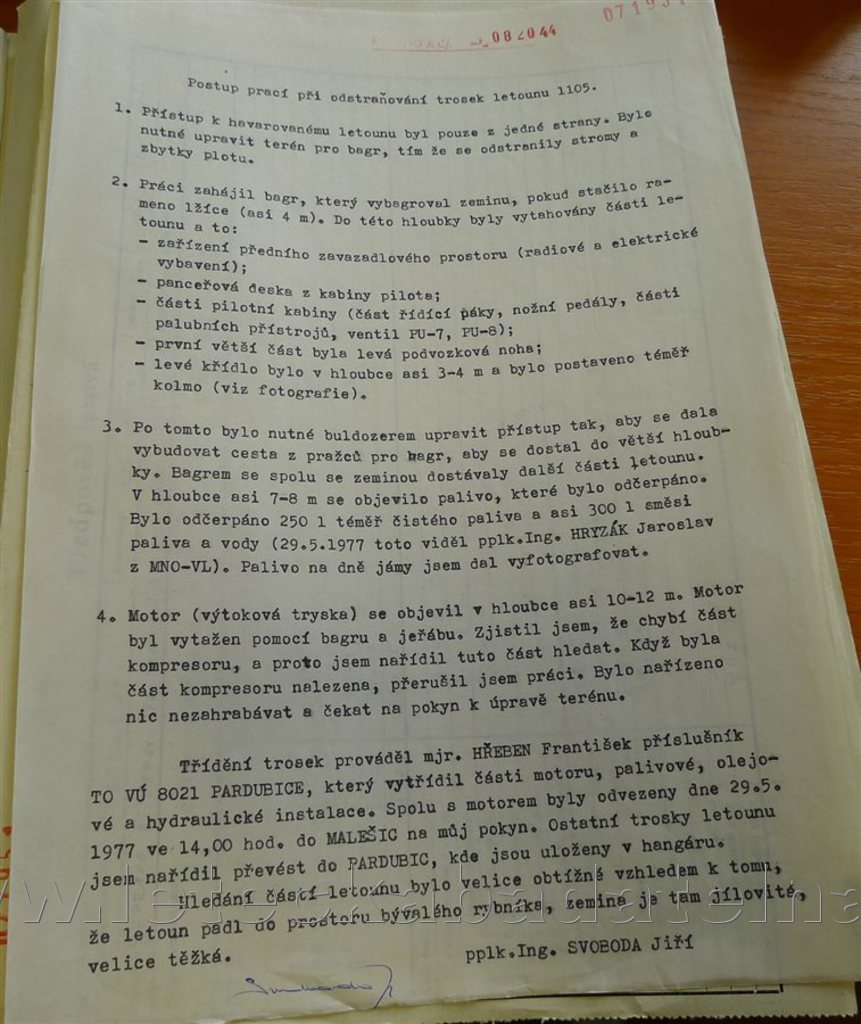 082044
07193
Postup prací při odstraňování trosek letounu 1105.
1. Přístup k havarovanému letounu byl pouze z jedné strany. Bylo
nutné upravit terén pro bagr, tím že se odstranily stromy a
zbytky plotu.
2. Práci zahájil bagr, který vybagroval zeminu, pokud stačilo ra-
meno lžíce (asi 4 m). Do této hloubky byly vytahovány části le-
tounu a to:
- zařízení předního zavazadlového prostoru (radiové a elektrické
vybavení);
- panceřová deska z kabiny pilota;
- části pilotní kabiny (část řídící páky, nožní pedály, části
palubních přístrojů, ventil PU-7, PU-8);
- první větší část byla levá podvozková noha;
- levé křídlo bylo v hloubce asi 3-4 m a bylo postaveno téměř
kolmo (viz fotografie).
3. Po tomto bylo nutné buldozerem upravit přístup tak, aby se dala
vybudovat cesta z pražců pro bagr, aby se dostal do větší hloub-
ky. Bagrem se spolu se zeminou dostávaly další části letounu.
V hloubce asi 7-8 m se objevilo palivo, které bylo odčerpáno.
Bylo odčerpáno 250 l téměř čistého paliva a asi 300 l směsi
paliva a vody (29.5.1977 toto viděl pplk.Ing. HRYZÁK Jaroslav
z MNO-VL). Palivo na dně jámy jsem dal vyfotografovat.
4. Motor (výtoková tryska) se objevil v hloubce asi 10-12 m. Motor
byl vytažen pomocí bagru a jeřábu. Zjistil jsem, že chybí část
kompresoru, a proto jsem nařídil tuto část hledat. Když byla
část kompresoru nalezena, přerušil jsem práci. Bylo nařízeno
nic nezahrabávat a čekat na pokyn k úpravě terénu.
Třídění trosek prováděl mjr. HŘEBEN František příslušník
TO VÚ 8021 PARDUBICE, který vytřídil části motoru, palivové, olejo-
vé a hydraulické instalace. Spolu s motorem byly odvezeny dne 29.5.
1977 ve 14,00 hod. do MALEŠIC na můj pokyn. Ostatní trosky letounu
jsem nařídil převést do PARDUBIC, kde jsou uloženy v hangáru.
Hledání částí letounu bylo velice obtížné vzhledem k tomu,
že letoun padl do prostoru bývalého rybníka, zemina je tam jílovitá,
velice těžká.
pplk.Ing. SVOBODA Jiří